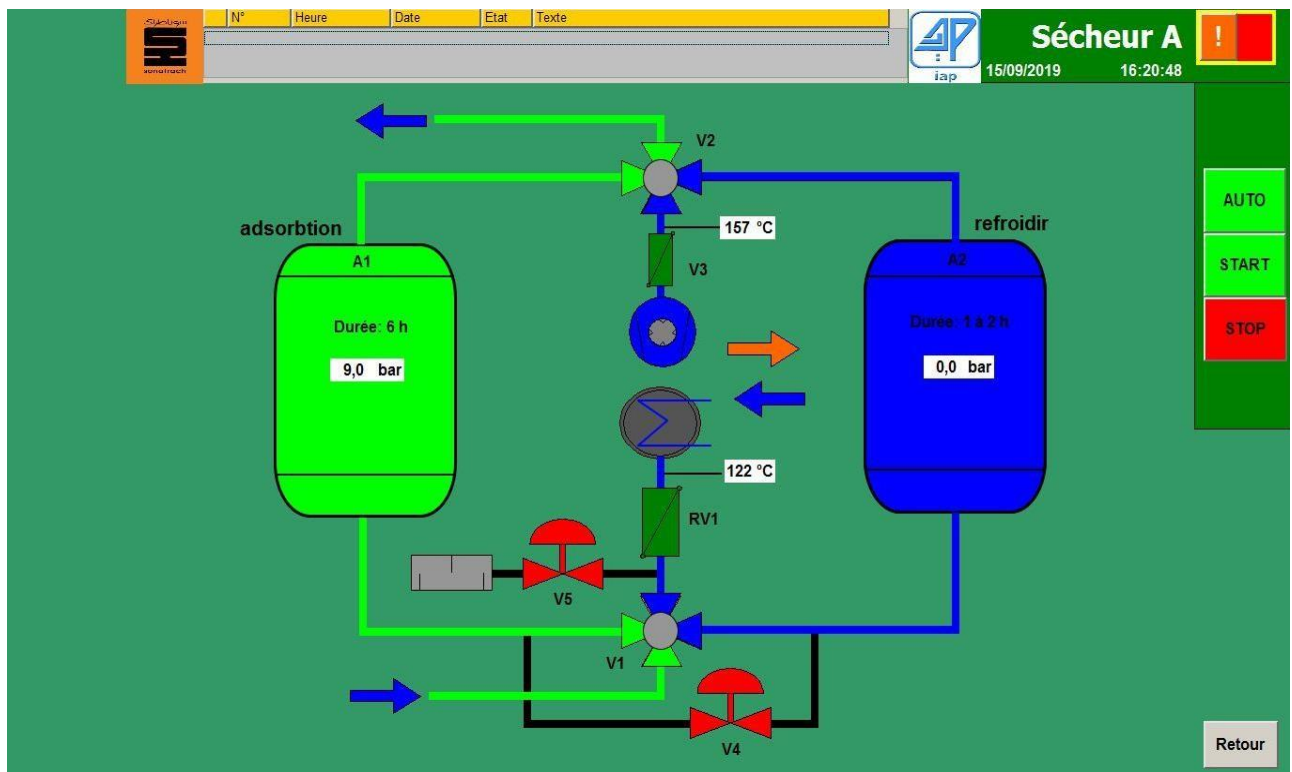 N° Heure Date Etat Texte
sonatrach
iap
Sécheur A
15/09/2019 16:20:48
!
V2
adsorbtion
refroidir
157 °C
AUTO
A1
A2
V3
START
Durée: 6 h
Durée: 1 à 2 h
STOP
9,0 bar
0,0 bar
122 °C
RV1
V5
V1
V4
Retour